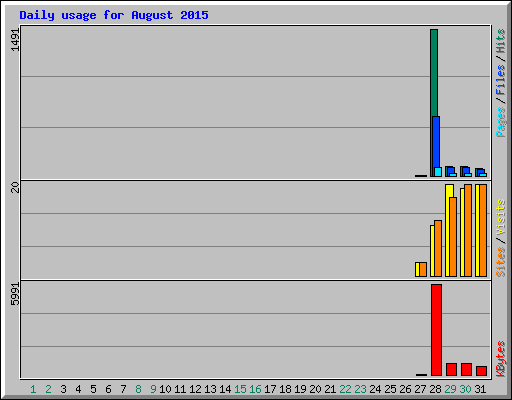 Daily usage for August 2015
1491
Pages/Files/Hits
20
Sites/Visits
5991
KBytes
1 2 3 4 5 6 7 8 9 10 11 12 13 14 15 16 17 18 19 20 21 22 23 24 25 26 27 28 29 30 31